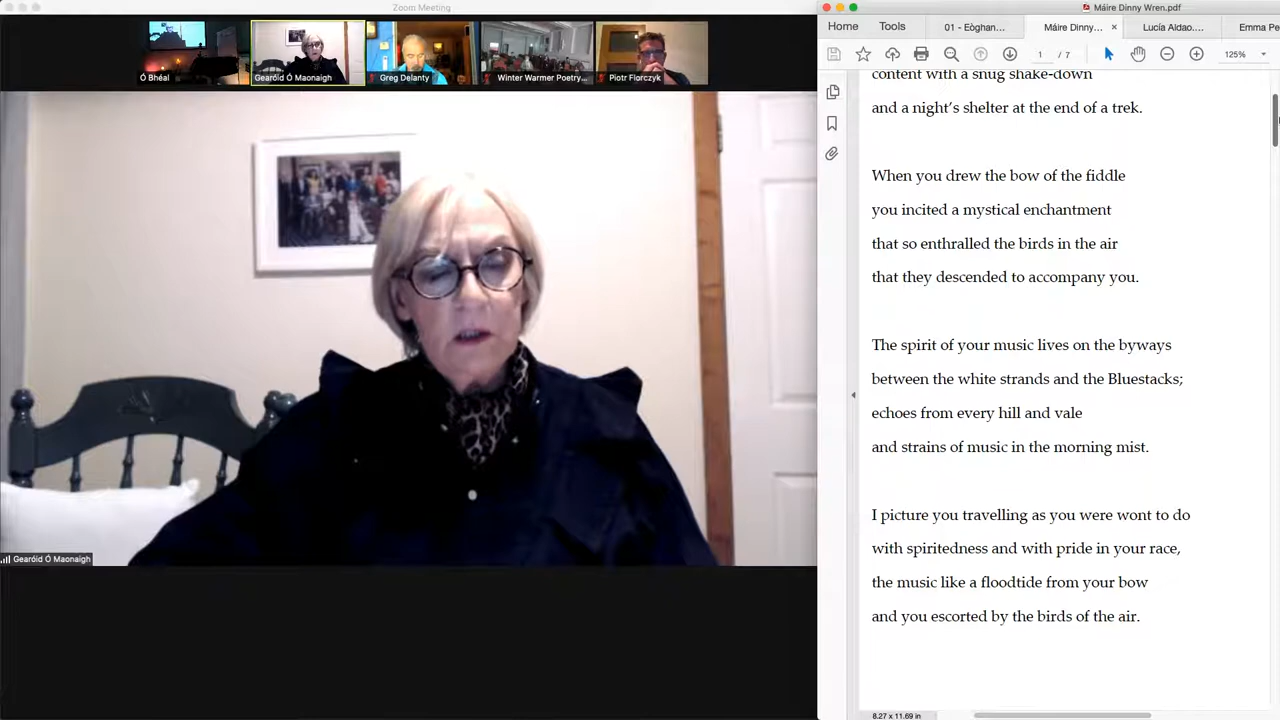 Zoom Meeting
Ó Bhéal
Gearóid Ó Maonaigh
Greg Delanty
Winter Warmer Poetry...
Piotr Florczyk
Gearóid Ó Maonaigh
Máire Dinny Wren.pdf
Home
Tools
01 - Eòghan...
Máire Dinny...
Lucía Aldao....
Emma Pe
1 / 7
125%
content with a snug shake-down
and a night's shelter at the end of a trek.
When you drew the bow of the fiddle
you incited a mystical enchantment
that so enthralled the birds in the air
that they descended to accompany you.
The spirit of your music lives on the byways
between the white strands and the Bluestacks;
echoes from every hill and vale
and strains of music in the morning mist.
I picture you travelling as you were wont to do
with spiritedness and with pride in your race,
the music like a floodtide from your bow
and you escorted by the birds of the air.
8.27 x 11.69 in